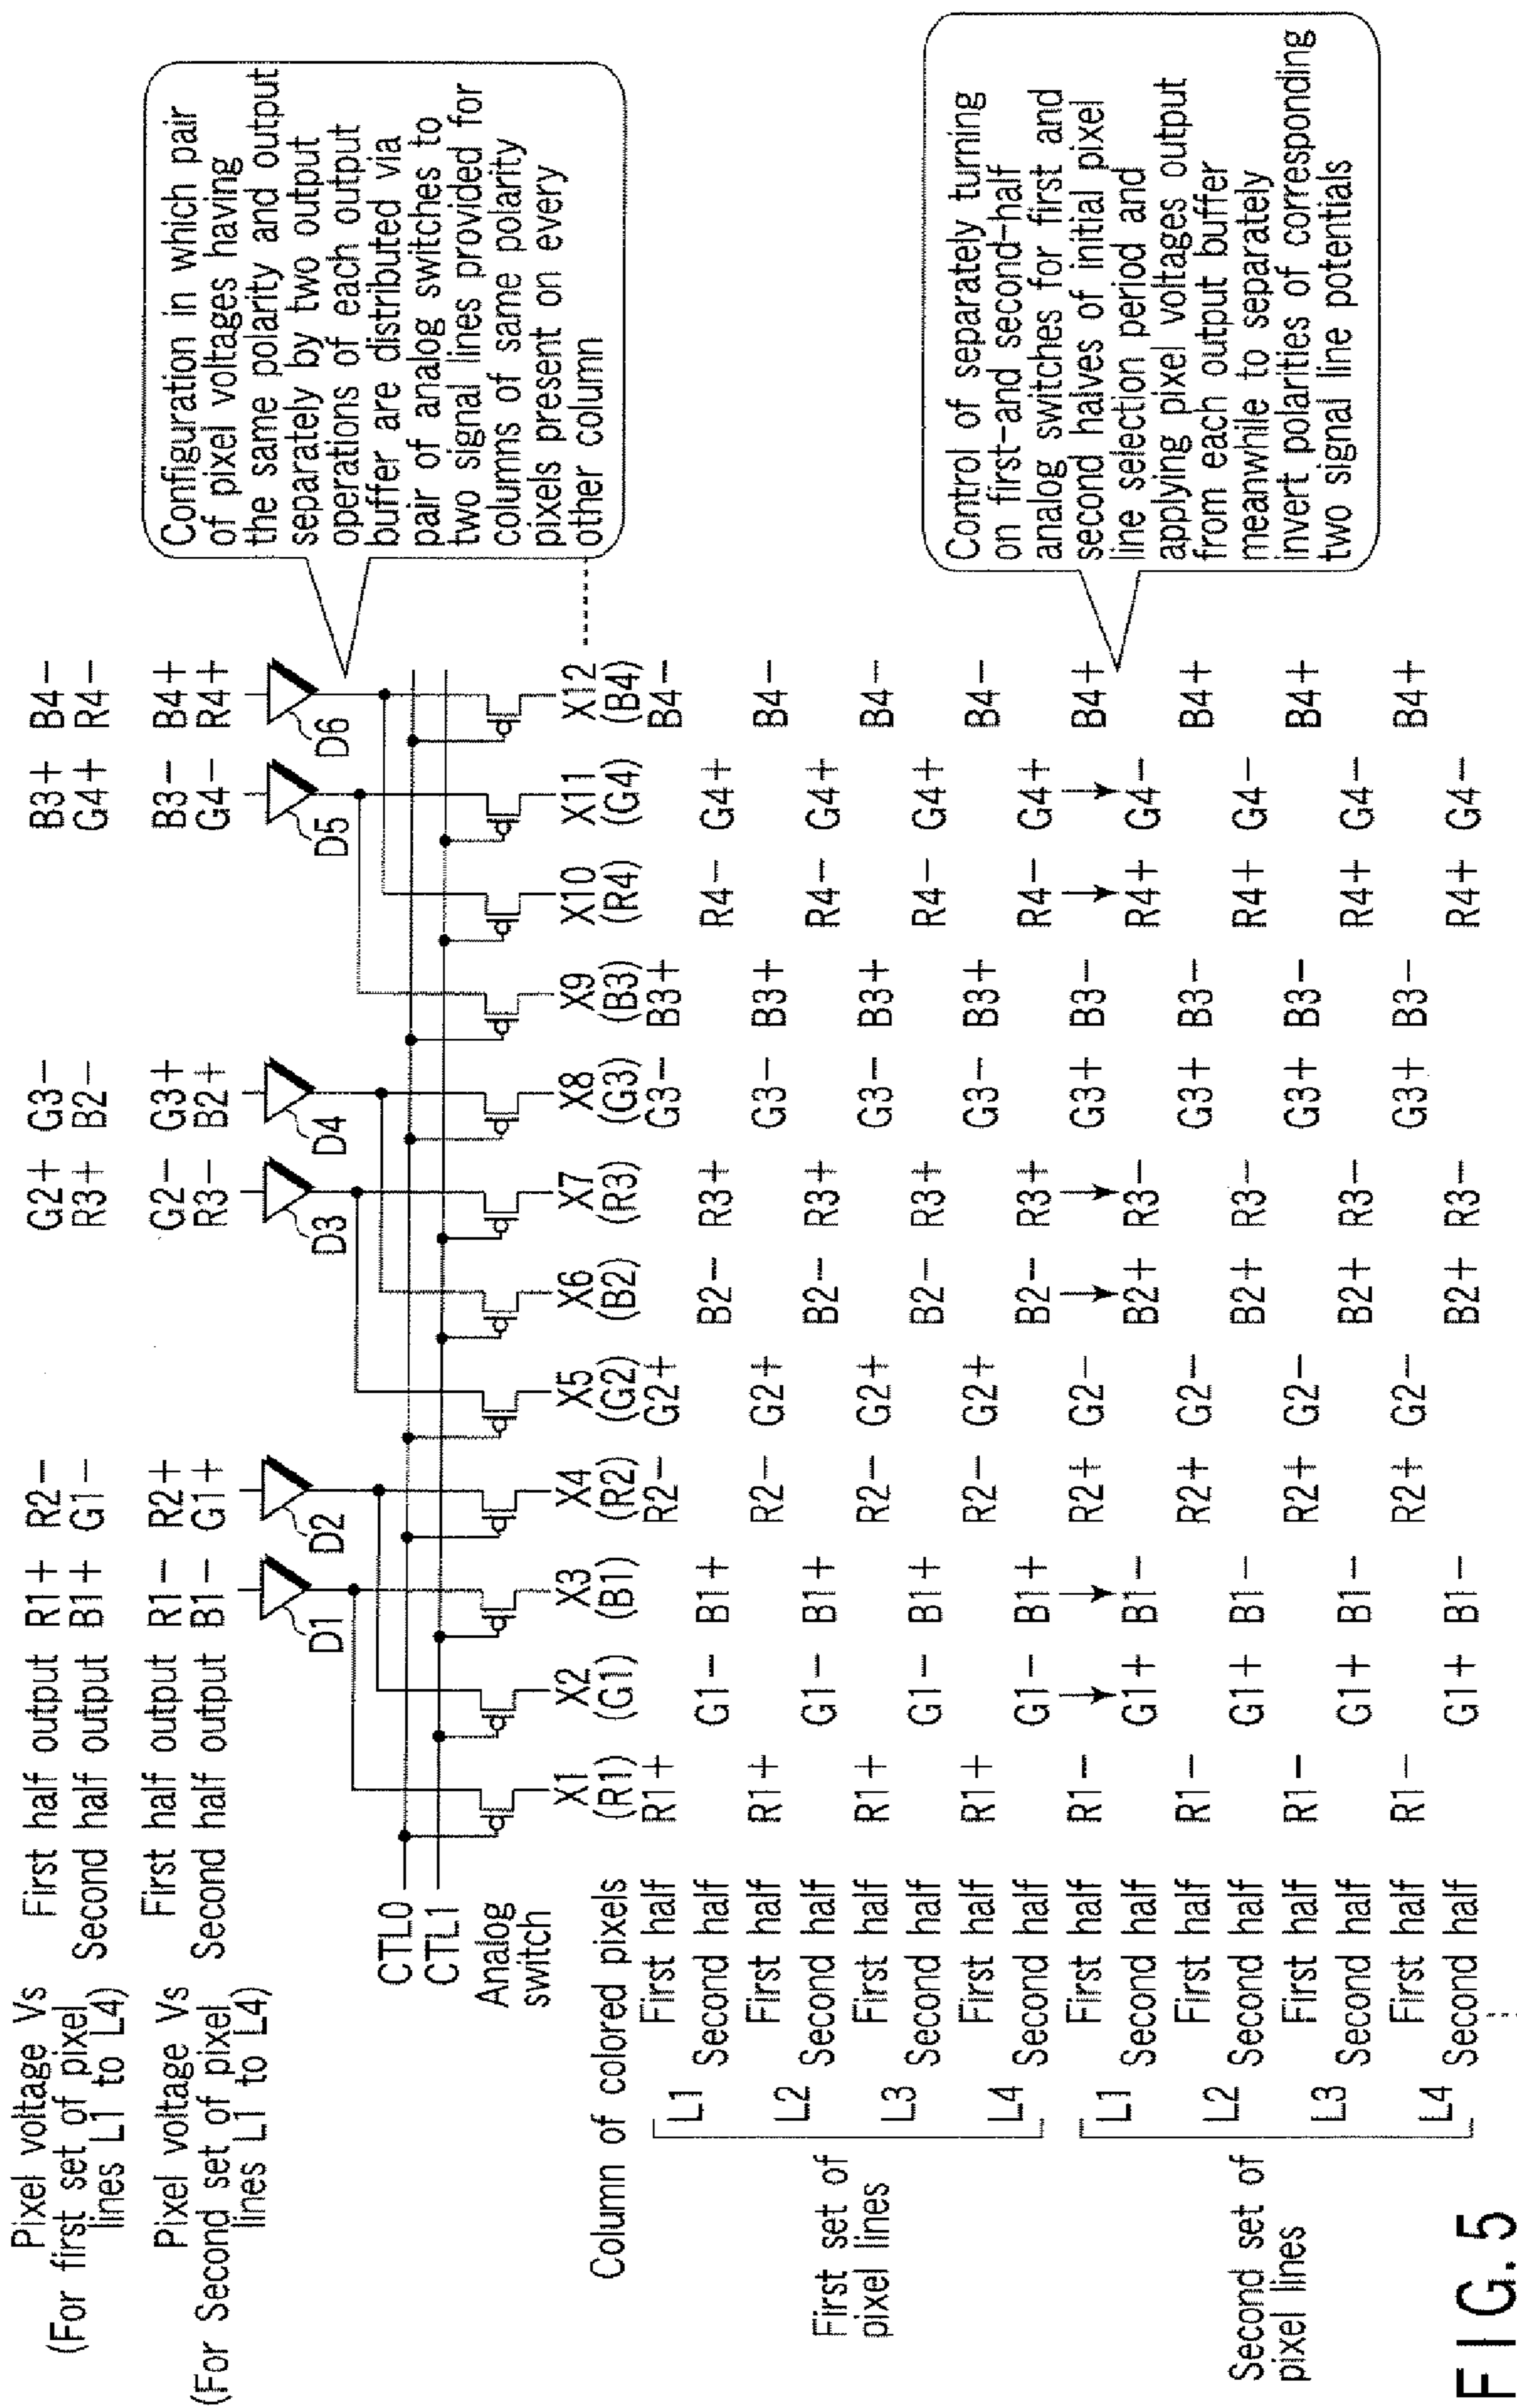 Pixel voltage Vs
(For first set of pixel
lines L1 to L4)
First half output R1+ R2- G2+ G3- B3+ B4-
Second half output B1+ G1- R3+ B2- G4+ R4-
Pixel voltage Vs
(For Second set of pixel
lines L1 to L4)
First half output R1- R2+ G2- G3+ B3- B4+
Second half output B1- G1+ R3- B2+ G4- R4+
D1 D2 D3 D4 D5 D6
CTL0
CTL1
Analog
switch
Configuration in which pair
of pixel voltages having
the same polarity and output
separately by two output
operations of each output
buffer are distributed via
pair of analog switches to
two signal lines provided for
columns of same polarity
pixels present on every
other column
X1 X2 X3 X4 X5 X6 X7 X8 X9 X10 X11 X12
Column of colored pixels (R1) (G1) (B1) (R2) (G2) (B2) (R3) (G3) (B3) (R4) (G4) (B4)
First set of
pixel lines
L1
First half R1+ R2- G2+ G3- B3+ B4-
Second half G1- B1+ B2- R3+ R4- G4+
L2
First half R1+ R2- G2+ G3- B3+ B4-
Second half G1- B1+ B2- R3+ R4- G4+
L3
First half R1+ R2- G2+ G3- B3+ B4-
Second half G1- B1+ B2- R3+ R4- G4+
L4
First half R1+ R2- G2+ G3- B3+ B4-
Second half G1- B1+ B2- R3+ R4- G4+
Second set of
pixel lines
L1
First half R1- R2+ G2- G3+ B3- B4+
Second half G1+ B1- B2+ R3- R4+ G4-
L2
First half R1- R2+ G2- G3+ B3- B4+
Second half G1+ B1- B2+ R3- R4+ G4-
L3
First half R1- R2+ G2- G3+ B3- B4+
Second half G1+ B1- B2+ R3- R4+ G4-
L4
First half R1- R2+ G2- G3+ B3- B4+
Second half G1+ B1- B2+ R3- R4+ G4-
Control of separately turning
on first-and second-half
analog switches for first and
second halves of initial pixel
line selection period and
applying pixel voltages output
from each output buffer
meanwhile to separately
invert polarities of corresponding
two signal line potentials
FIG. 5